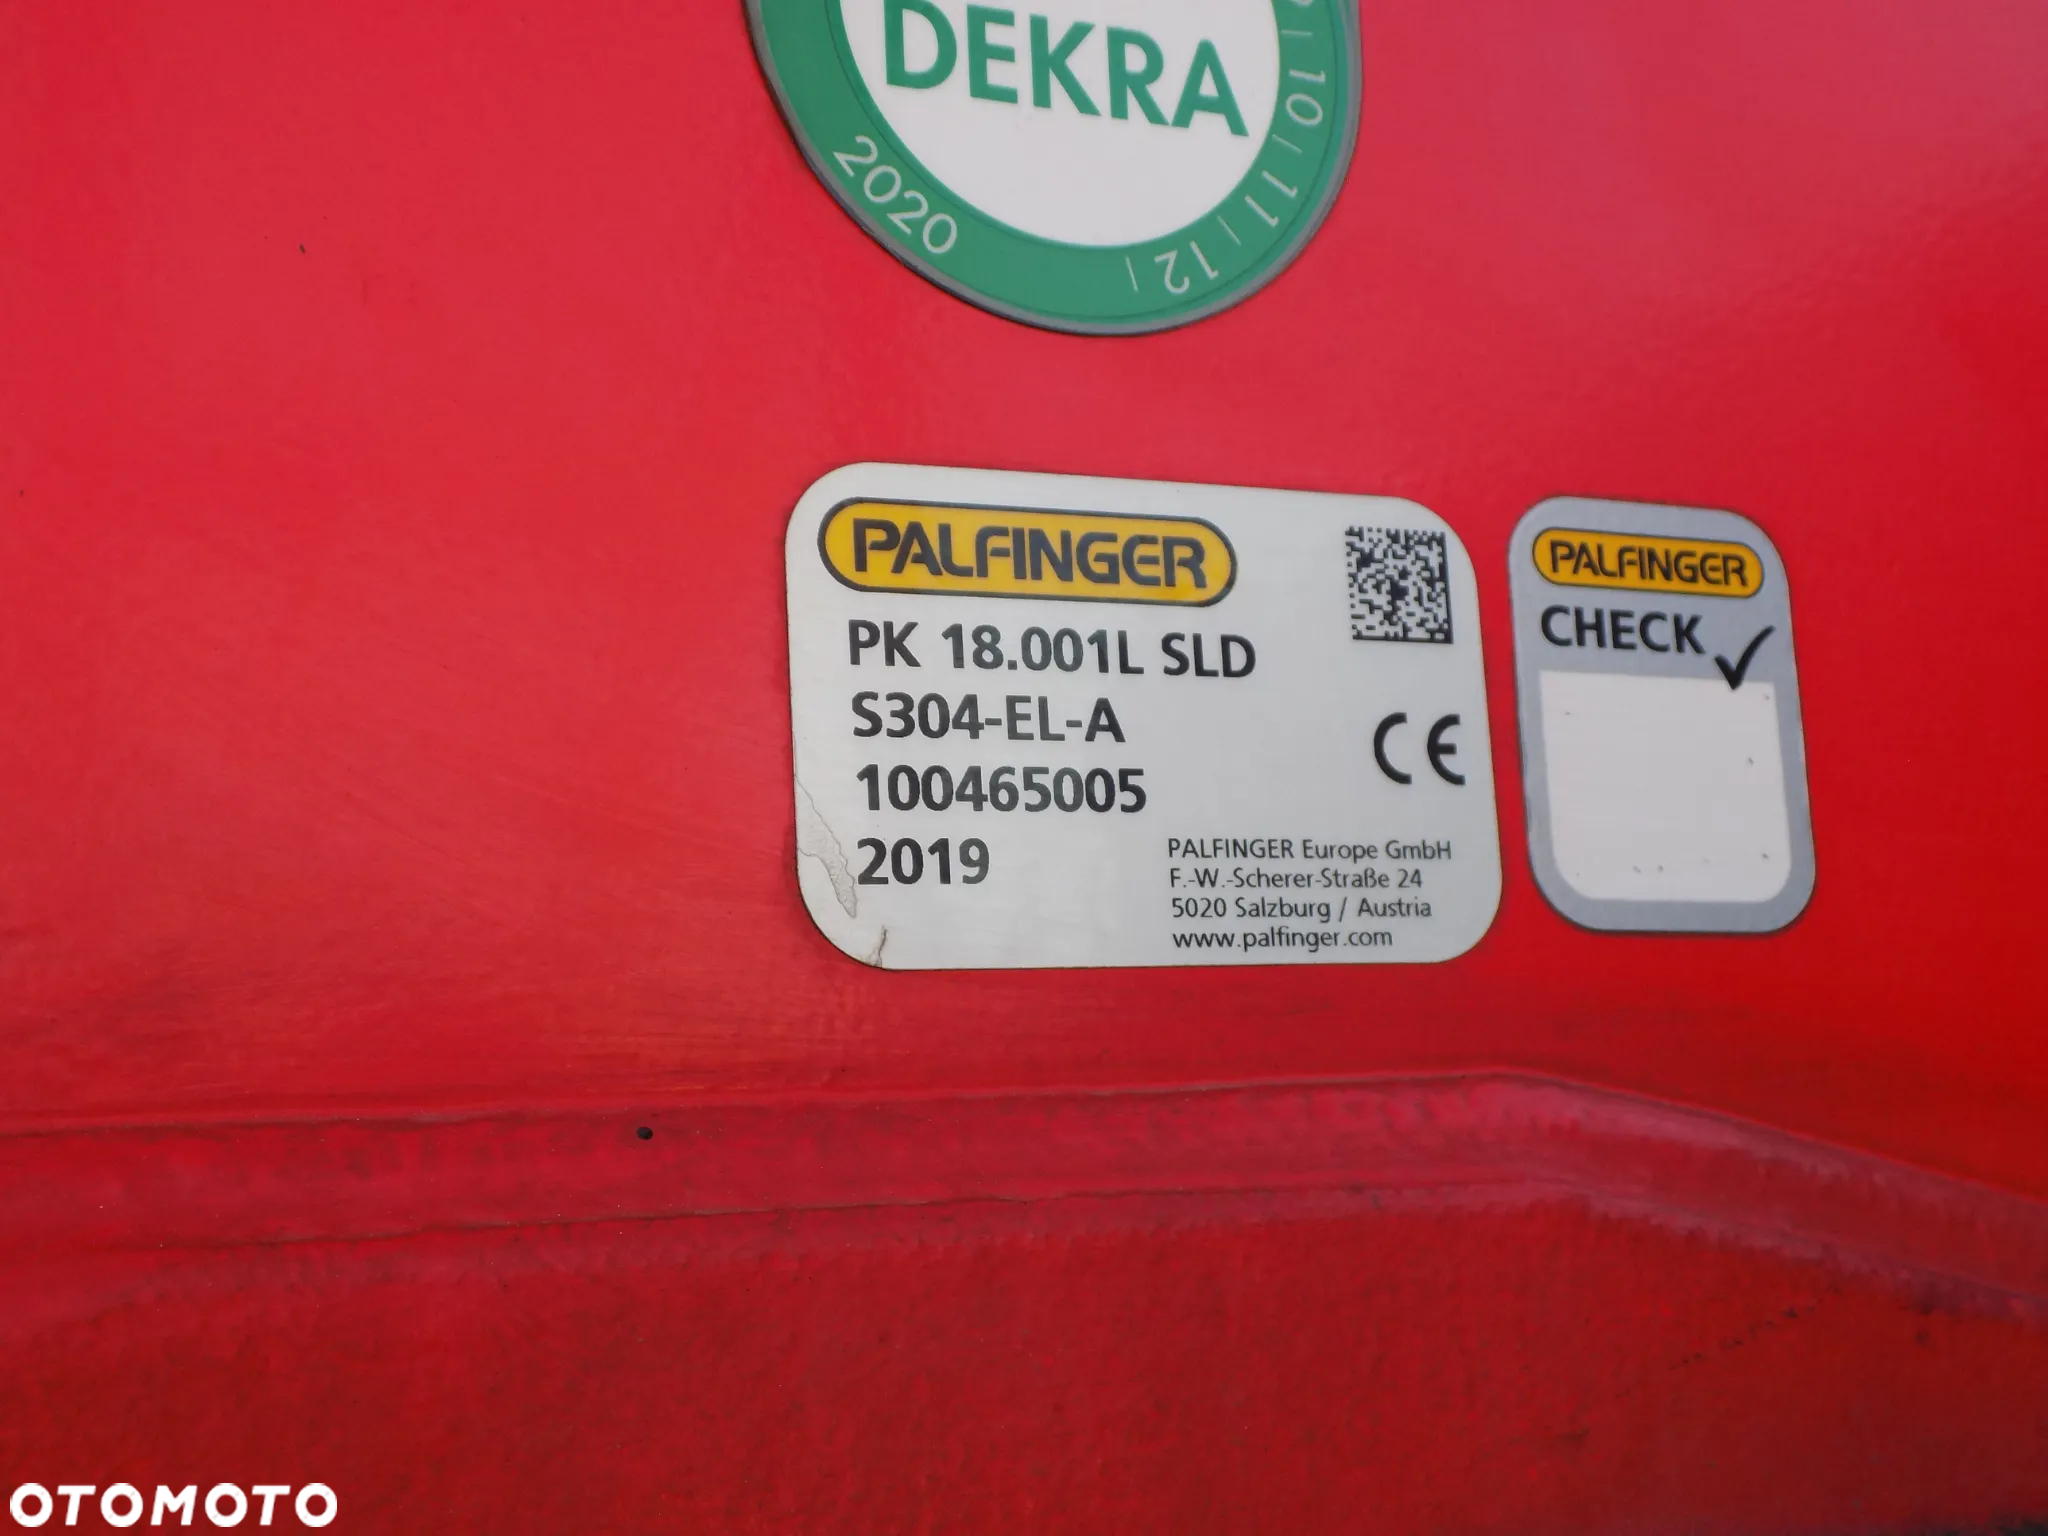 DEKRA
2020
10 | 11 | 12 |
PALFINGER
PK 18.001L SLD
S304-EL-A
100465005
2019
CE
PALFINGER Europe GmbH
F.-W.-Scherer-Straße 24
5020 Salzburg / Austria
www.palfinger.com
PALFINGER
CHECK
OTOMOTO